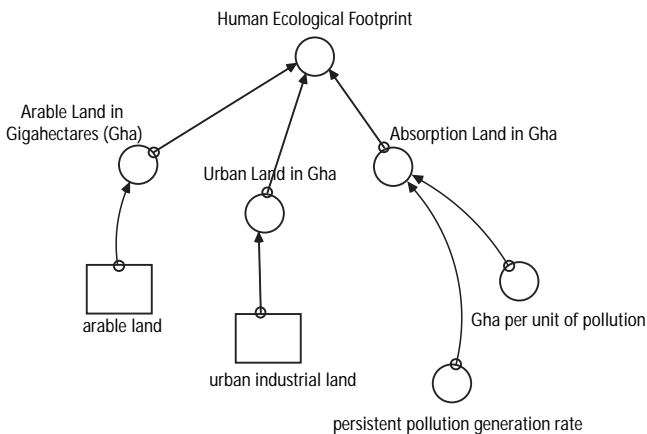 Human Ecological Footprint
Arable Land in
Gigahectares (Gha)
Absorption Land in Gha
Urban Land in Gha
arable land
Gha per unit of pollution
urban industrial land
persistent pollution generation rate